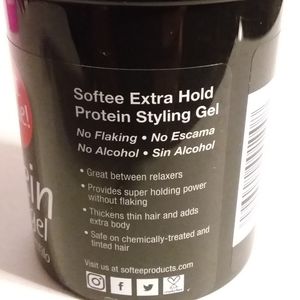 Softee Extra Hold
Protein Styling Gel
No Flaking • No Escama
No Alcohol • Sin Alcohol
• Great between relaxers
• Provides super holding power
without flaking
• Thickens thin hair and adds
extra body
• Safe on chemically-treated and
tinted hair
Visit us at softeeproducts.com